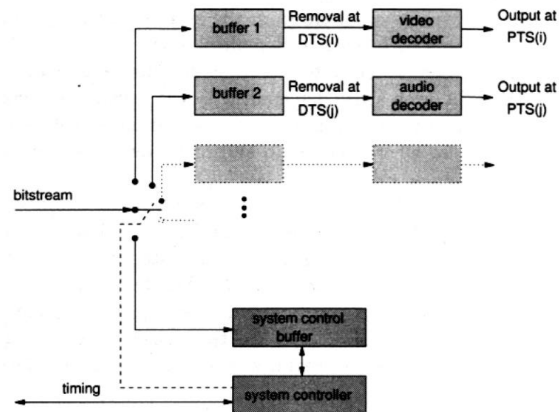 buffer 1
Removal at
DTS(i)
video
decoder
Output at
PTS(i)
buffer 2
Removal at
DTS(j)
audio
decoder
Output at
PTS(j)
bitstream
system control
buffer
timing
system controller